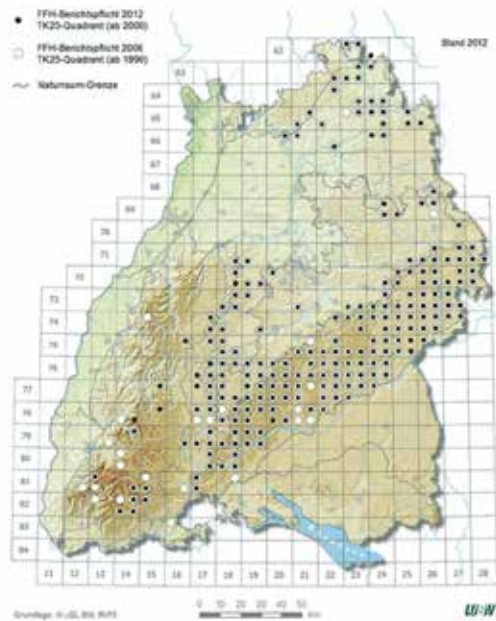 FFH-Berichtspflicht 2012
TK25-Quadrant (ab 2000)
FFH-Berichtspflicht 2006
TK25-Quadrant (ab 1990)
Naturraum-Grenze
Stand 2012
62
63
64
65
66
67
68
69
70
71
72
73
74
75
76
77
78
79
80
81
82
83
84
11 12 13 14 15 16 17 18 19 20 21 22 23 24 25 26 27 28
0 10 20 30 40 50
km
Grundlage:
LUBW